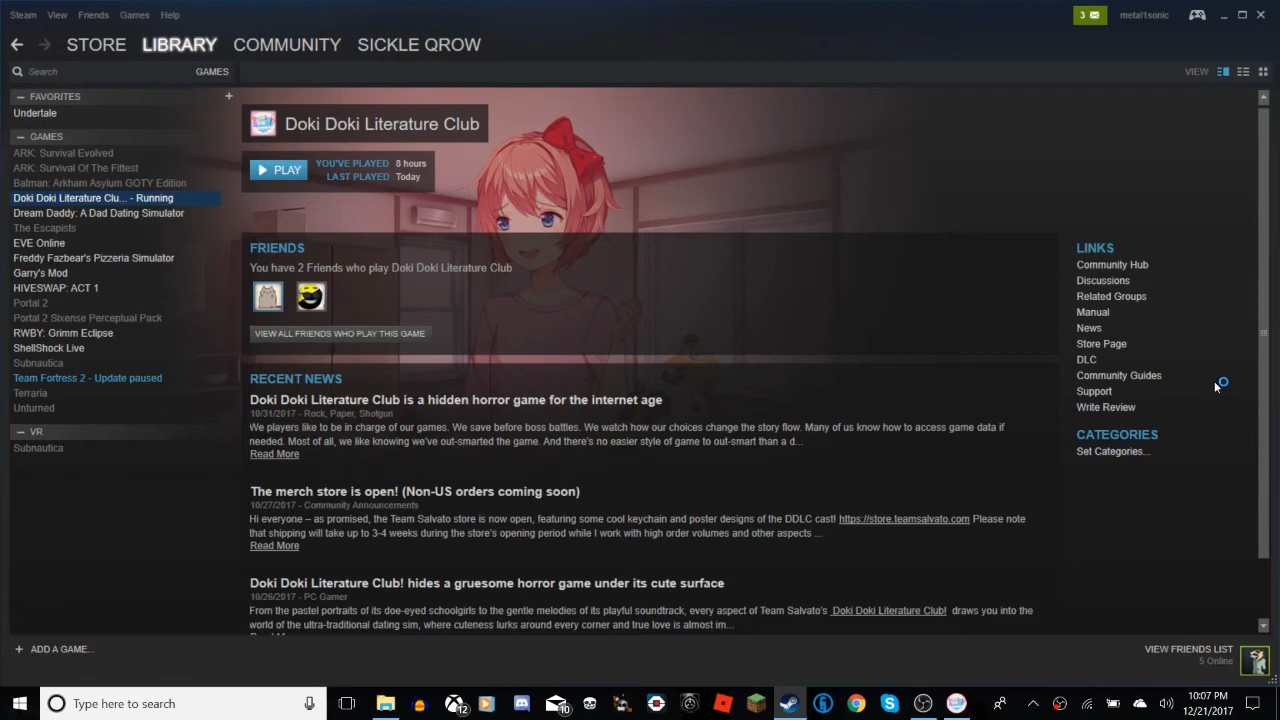 Steam View Friends Games Help
3
metal1sonic
STORE LIBRARY COMMUNITY SICKLE QROW
Search
GAMES
VIEW
FAVORITES
Undertale
GAMES
ARK: Survival Evolved
ARK: Survival Of The Fittest
Batman: Arkham Asylum GOTY Edition
Doki Doki Literature Clu... - Running
Dream Daddy: A Dad Dating Simulator
The Escapists
EVE Online
Freddy Fazbear's Pizzeria Simulator
Garry's Mod
HIVESWAP: ACT 1
Portal 2
Portal 2 Sixense Perceptual Pack
RWBY: Grimm Eclipse
ShellShock Live
Subnautica
Team Fortress 2 - Update paused
Terraria
Unturned
VR
Subnautica
Doki Doki Literature Club
PLAY
YOU'VE PLAYED 8 hours
LAST PLAYED Today
FRIENDS
You have 2 Friends who play Doki Doki Literature Club
VIEW ALL FRIENDS WHO PLAY THIS GAME
RECENT NEWS
Doki Doki Literature Club is a hidden horror game for the internet age
10/31/2017 - Rock, Paper, Shotgun
We players like to be in charge of our games. We save before boss battles. We watch how our choices change the story flow. Many of us know how to access game data if
needed. Most of all, we like knowing we've out-smarted the game. And there's no easier style of game to out-smart than a d...
Read More
The merch store is open! (Non-US orders coming soon)
10/27/2017 - Community Announcements
Hi everyone – as promised, the Team Salvato store is now open, featuring some cool keychain and poster designs of the DDLC cast! https://store.teamsalvato.com Please note
that shipping will take up to 3-4 weeks during the store's opening period while I work with high order volumes and other aspects ...
Read More
Doki Doki Literature Club! hides a gruesome horror game under its cute surface
10/26/2017 - PC Gamer
From the pastel portraits of its doe-eyed schoolgirls to the gentle melodies of its playful soundtrack, every aspect of Team Salvato's Doki Doki Literature Club! draws you into the
world of the ultra-traditional dating sim, where cuteness lurks around every corner and true love is almost im...
LINKS
Community Hub
Discussions
Related Groups
Manual
News
Store Page
DLC
Community Guides
Support
Write Review
CATEGORIES
Set Categories...
ADD A GAME...
VIEW FRIENDS LIST
5 Online
Type here to search
12
10
10:07 PM
12/21/2017